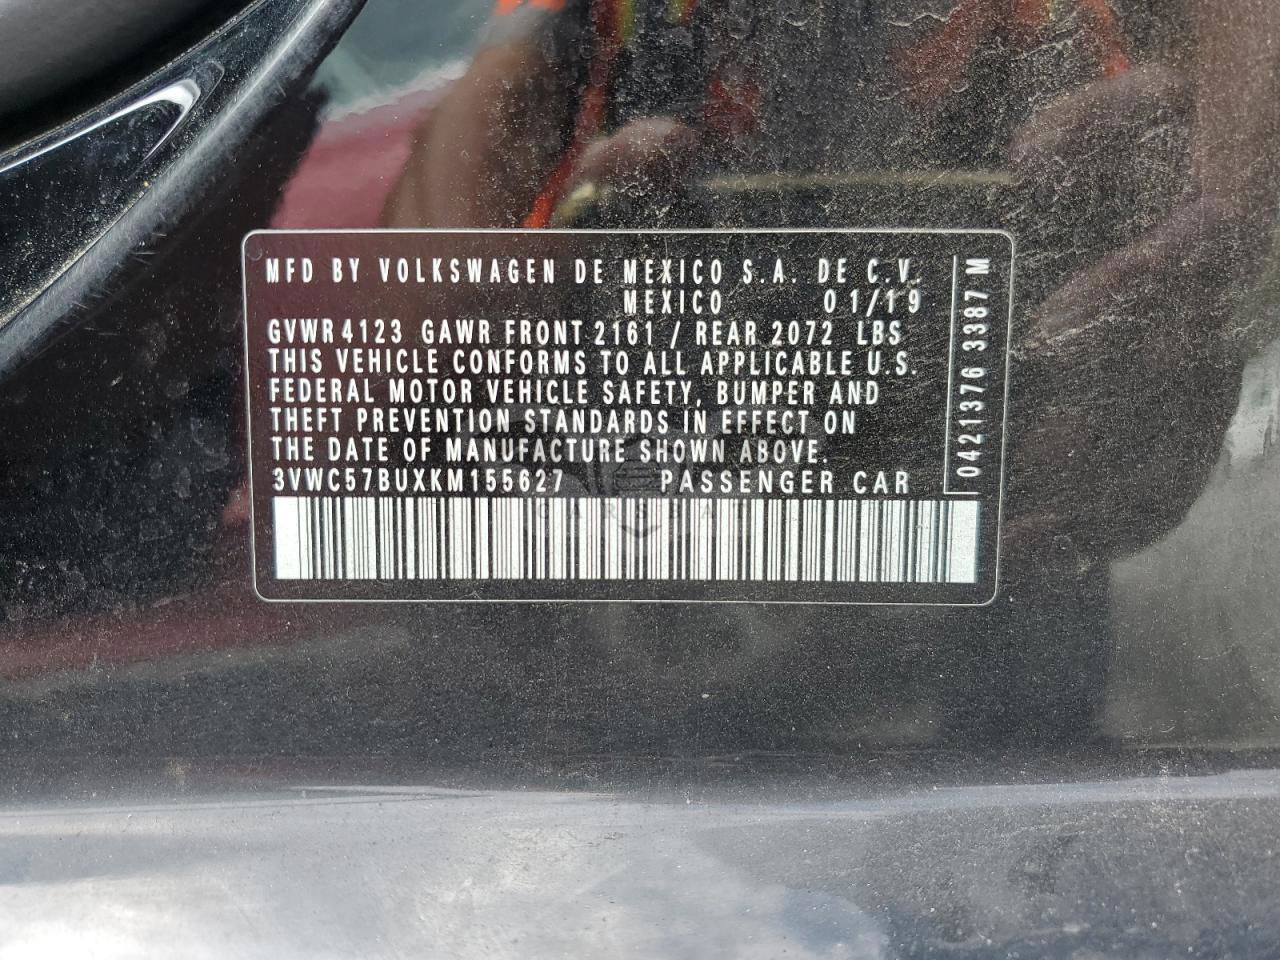 MFD BY VOLKSWAGEN DE MEXICO S.A. DE C.V.
MEXICO 01/19
GVWR 4123 GAWR FRONT 2161 / REAR 2072 LBS
THIS VEHICLE CONFORMS TO ALL APPLICABLE U.S.
FEDERAL MOTOR VEHICLE SAFETY, BUMPER AND
THEFT PREVENTION STANDARDS IN EFFECT ON
THE DATE OF MANUFACTURE SHOWN ABOVE.
3VWC57BUXKM155627 PASSENGER CAR
0421376 3387 M